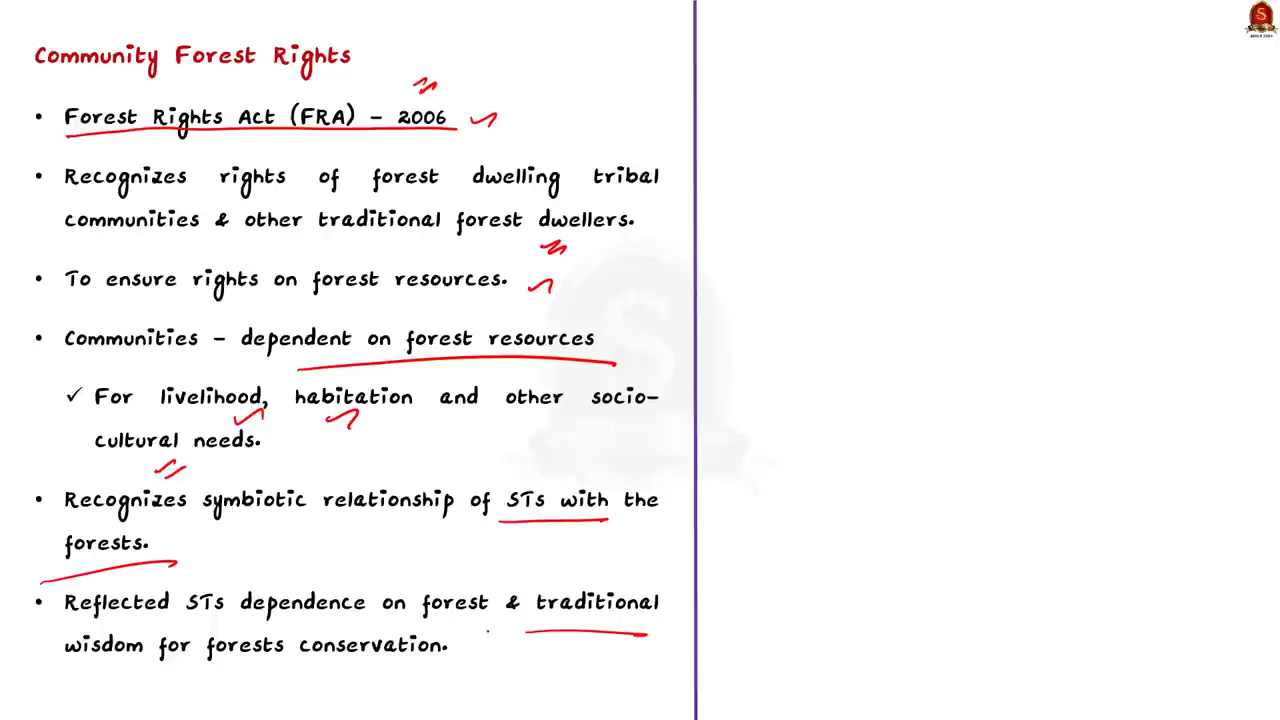 Community Forest Rights
• Forest Rights Act (FRA) - 2006
• Recognizes rights of forest dwelling tribal
communities & other traditional forest dwellers.
• To ensure rights on forest resources.
• Communities - dependent on forest resources
✓ For livelihood, habitation and other socio-
cultural needs.
• Recognizes symbiotic relationship of STs with the
forests.
• Reflected STs dependence on forest & traditional
wisdom for forests conservation.
S
SINCE 2004